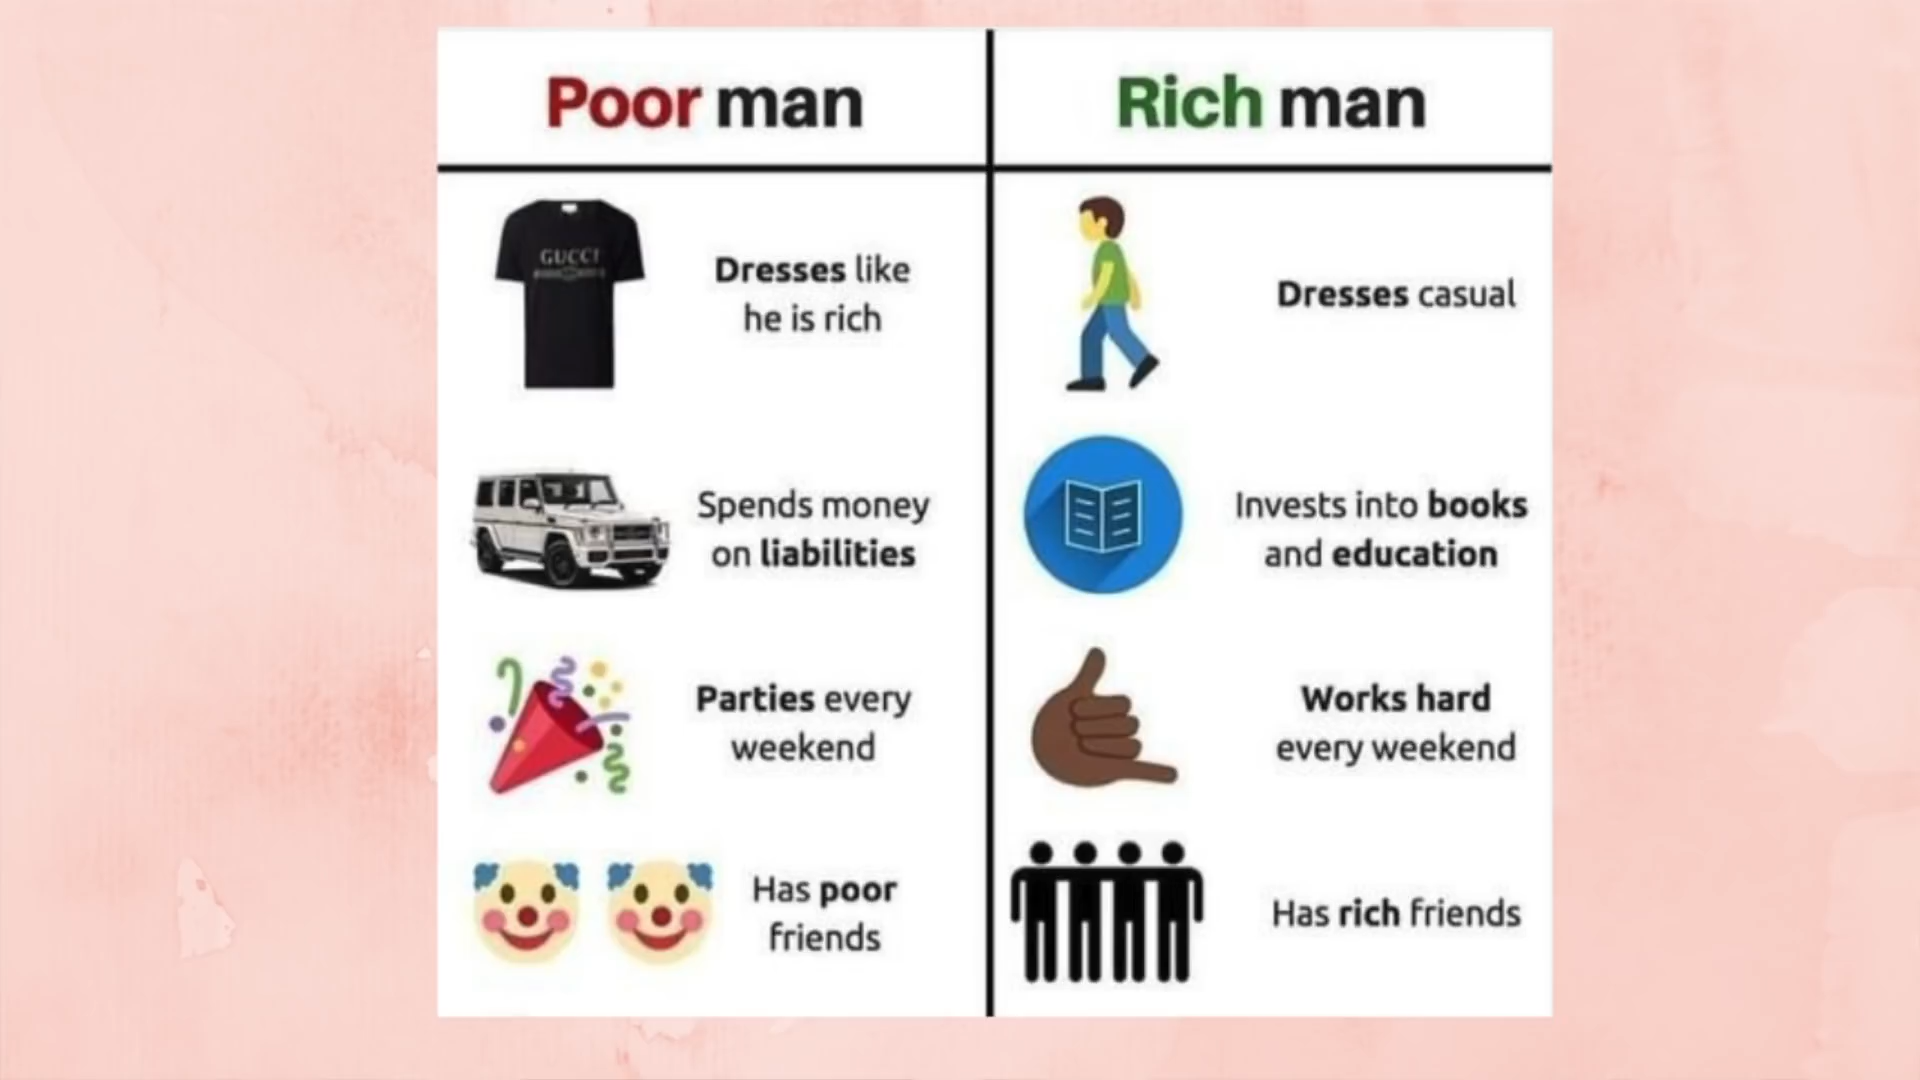 Poor man
Rich man
GUCCI
Dresses like
he is rich
Dresses casual
Spends money
on liabilities
Invests into books
and education
Parties every
weekend
Works hard
every weekend
Has poor
friends
Has rich friends